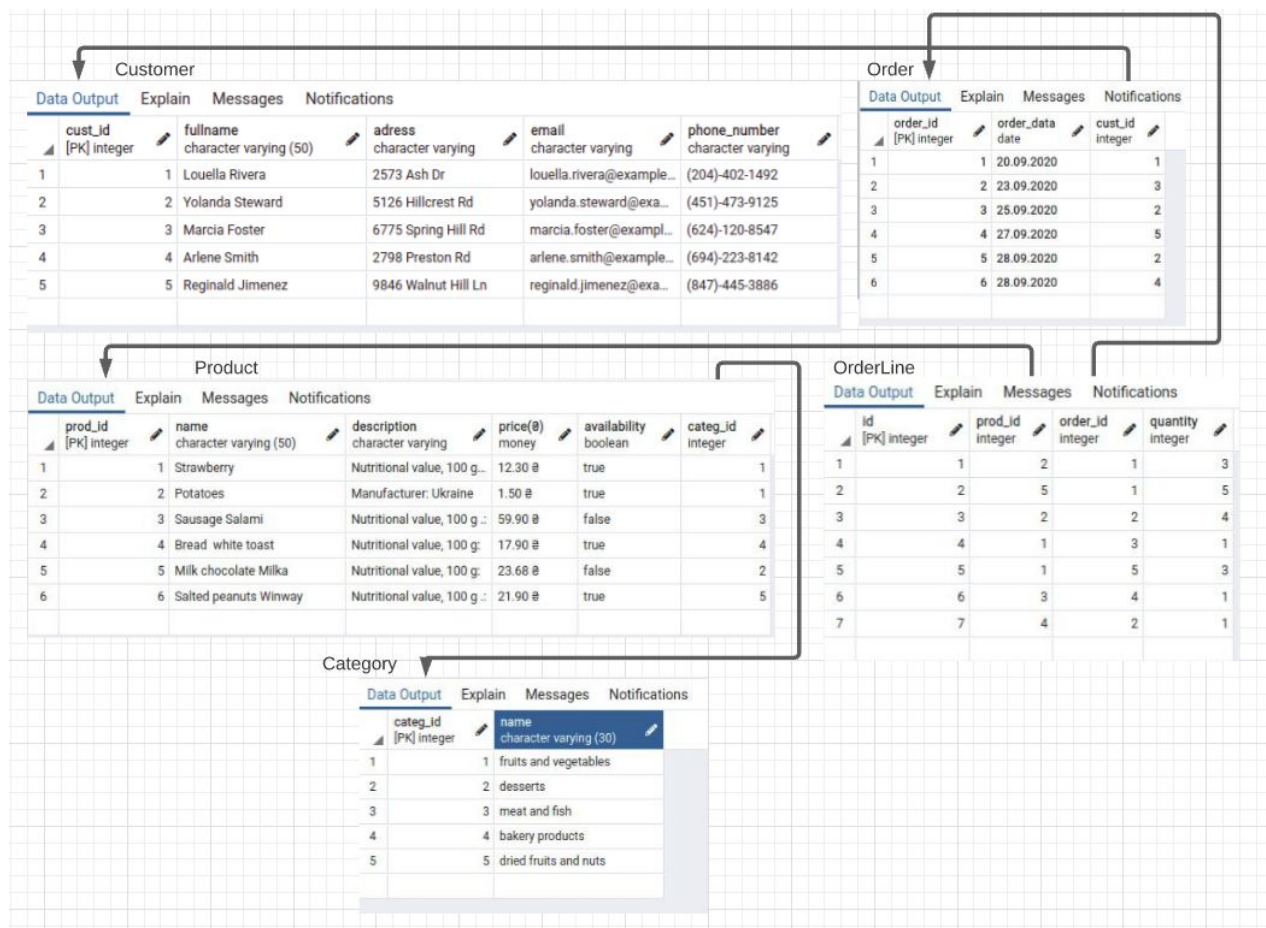 Customer
Data Output Explain Messages Notifications
cust_id fullname adress email phone_number
[PK] integer character varying (50) character varying character varying character varying
1 1 Louella Rivera 2573 Ash Dr louella.rivera@example... (204)-402-1492
2 2 Yolanda Steward 5126 Hillcrest Rd yolanda.steward@exa... (451)-473-9125
3 3 Marcia Foster 6775 Spring Hill Rd marcia.foster@exampl... (624)-120-8547
4 4 Arlene Smith 2798 Preston Rd arlene.smith@example... (694)-223-8142
5 5 Reginald Jimenez 9846 Walnut Hill Ln reginald.jimenez@exa... (847)-445-3886
Order
Data Output Explain Messages Notifications
order_id order_data cust_id
[PK] integer date integer
1 1 20.09.2020 1
2 2 23.09.2020 3
3 3 25.09.2020 2
4 4 27.09.2020 5
5 5 28.09.2020 2
6 6 28.09.2020 4
Product
Data Output Explain Messages Notifications
prod_id name description price(₴) availability categ_id
[PK] integer character varying (50) character varying money boolean integer
1 1 Strawberry Nutritional value, 100 g... 12.30 ₴ true 1
2 2 Potatoes Manufacturer: Ukraine 1.50 ₴ true 1
3 3 Sausage Salami Nutritional value, 100 g .: 59.90 ₴ false 3
4 4 Bread white toast Nutritional value, 100 g: 17.90 ₴ true 4
5 5 Milk chocolate Milka Nutritional value, 100 g: 23.68 ₴ false 2
6 6 Salted peanuts Winway Nutritional value, 100 g .: 21.90 ₴ true 5
OrderLine
Data Output Explain Messages Notifications
id prod_id order_id quantity
[PK] integer integer integer integer
1 1 2 1 3
2 2 5 1 5
3 3 2 2 4
4 4 1 3 1
5 5 1 5 3
6 6 3 4 1
7 7 4 2 1
Category
Data Output Explain Messages Notifications
categ_id name
[PK] integer character varying (30)
1 1 fruits and vegetables
2 2 desserts
3 3 meat and fish
4 4 bakery products
5 5 dried fruits and nuts